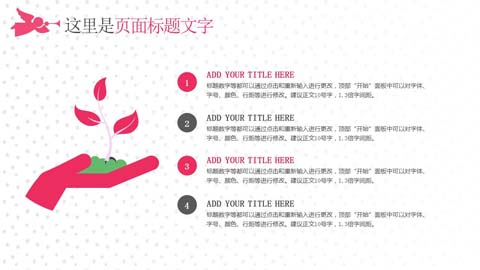 这里是页面标题文字
1
ADD YOUR TITLE HERE
标题数字等都可以通过点击和重新输入进行更改，顶部“开始”面板中可以对字体、
字号、颜色、行距等进行修改。建议正文10号字，1.3倍字间距。
2
ADD YOUR TITLE HERE
标题数字等都可以通过点击和重新输入进行更改，顶部“开始”面板中可以对字体、
字号、颜色、行距等进行修改。建议正文10号字，1.3倍字间距。
3
ADD YOUR TITLE HERE
标题数字等都可以通过点击和重新输入进行更改，顶部“开始”面板中可以对字体、
字号、颜色、行距等进行修改。建议正文10号字，1.3倍字间距。
4
ADD YOUR TITLE HERE
标题数字等都可以通过点击和重新输入进行更改，顶部“开始”面板中可以对字体、
字号、颜色、行距等进行修改。建议正文10号字，1.3倍字间距。